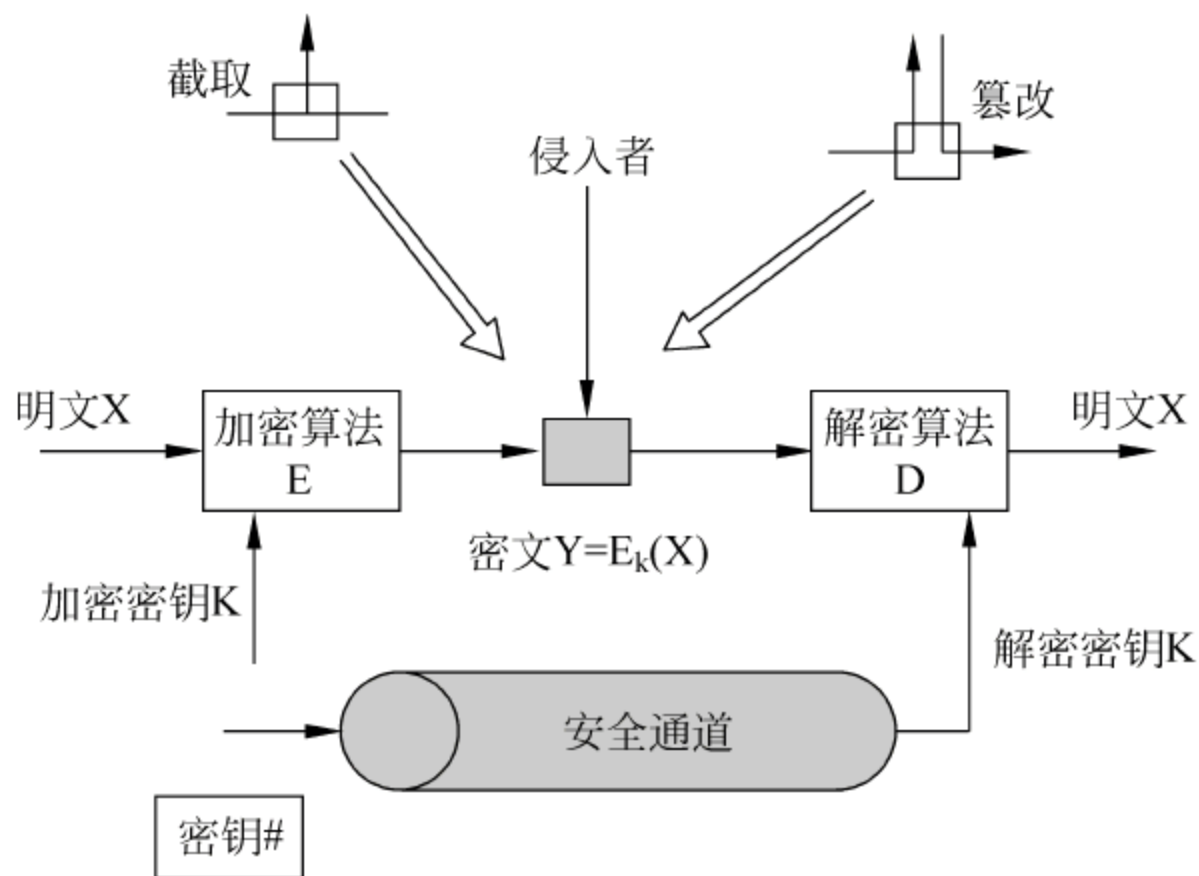 截取
篡改
侵入者
明文X
加密算法
E
解密算法
D
明文X
密文Y=Eₖ(X)
加密密钥K
解密密钥K
安全通道
密钥#